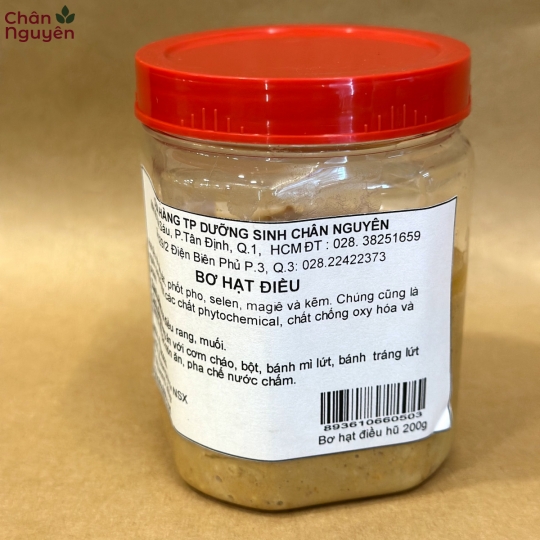 Chân
Nguyên
HÀNG TP DƯỠNG SINH CHÂN NGUYÊN
P.Tân Định, Q.1, HCM ĐT : 028. 38251659
Điện Biên Phủ P.3, Q.3: 028.22422373
BƠ HẠT ĐIỀU
phốt pho, selen, magiê và kẽm. Chúng cũng là
các chất phytochemical, chất chống oxy hóa và
rang, muối.
với cơm cháo, bột, bánh mì lứt, bánh tráng lứt
ăn, pha chế nước chấm.
NSX
893610660503
Bơ hạt điều hũ 200g